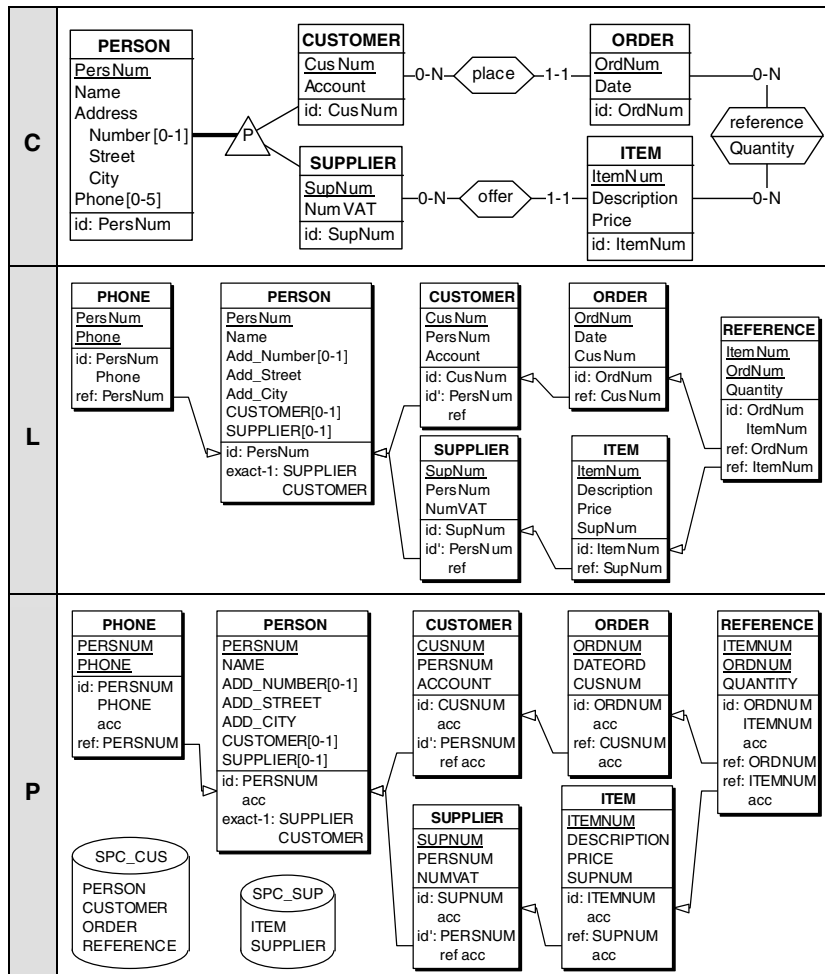 C
PERSON
PersNum
Name
Address
Number[0-1]
Street
City
Phone[0-5]
id: PersNum
P
CUSTOMER
CusNum
Account
id: CusNum
0-N
place
1-1
ORDER
OrdNum
Date
id: OrdNum
0-N
reference
Quantity
0-N
SUPPLIER
SupNum
NumVAT
id: SupNum
0-N
offer
1-1
ITEM
ItemNum
Description
Price
id: ItemNum
L
PHONE
PersNum
Phone
id: PersNum
Phone
ref: PersNum
PERSON
PersNum
Name
Add_Number[0-1]
Add_Street
Add_City
CUSTOMER[0-1]
SUPPLIER[0-1]
id: PersNum
exact-1: SUPPLIER
CUSTOMER
CUSTOMER
CusNum
PersNum
Account
id: CusNum
id': PersNum
ref
SUPPLIER
SupNum
PersNum
NumVAT
id: SupNum
id': PersNum
ref
ORDER
OrdNum
Date
CusNum
id: OrdNum
ref: CusNum
ITEM
ItemNum
Description
Price
SupNum
id: ItemNum
ref: SupNum
REFERENCE
ItemNum
OrdNum
Quantity
id: OrdNum
ItemNum
ref: OrdNum
ref: ItemNum
P
PHONE
PERSNUM
PHONE
id: PERSNUM
PHONE
acc
ref: PERSNUM
PERSON
PERSNUM
NAME
ADD_NUMBER[0-1]
ADD_STREET
ADD_CITY
CUSTOMER[0-1]
SUPPLIER[0-1]
id: PERSNUM
acc
exact-1: SUPPLIER
CUSTOMER
CUSTOMER
CUSNUM
PERSNUM
ACCOUNT
id: CUSNUM
acc
id': PERSNUM
ref acc
SUPPLIER
SUPNUM
PERSNUM
NUMVAT
id: SUPNUM
acc
id': PERSNUM
ref acc
ORDER
ORDNUM
DATEORD
CUSNUM
id: ORDNUM
acc
ref: CUSNUM
acc
ITEM
ITEMNUM
DESCRIPTION
PRICE
SUPNUM
id: ITEMNUM
acc
ref: SUPNUM
acc
REFERENCE
ITEMNUM
ORDNUM
QUANTITY
id: ORDNUM
ITEMNUM
acc
ref: ORDNUM
ref: ITEMNUM
acc
SPC_CUS
PERSON
CUSTOMER
ORDER
REFERENCE
SPC_SUP
ITEM
SUPPLIER